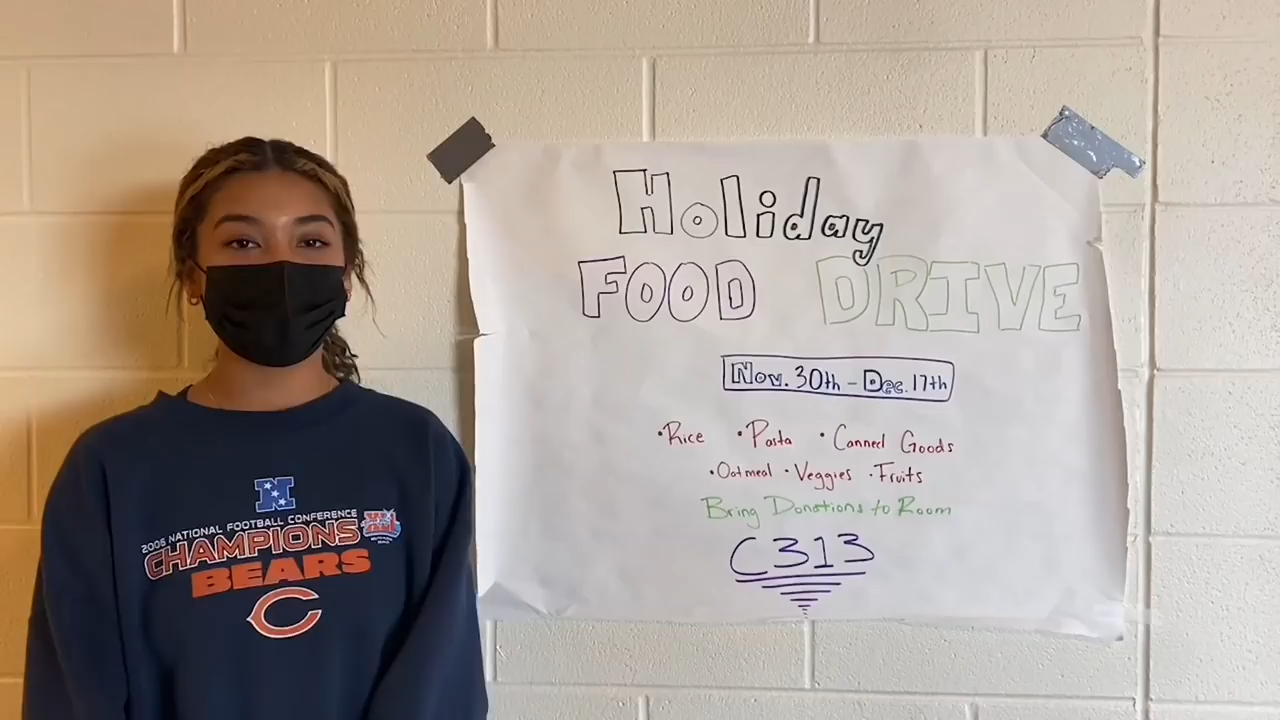 Holiday
FOOD DRIVE
Nov. 30th - Dec. 17th
•Rice •Pasta •Canned Goods
•Oatmeal •Veggies •Fruits
Bring Donations to Room
C313
N
2006 NATIONAL FOOTBALL CONFERENCE
CHAMPIONS
BEARS
C